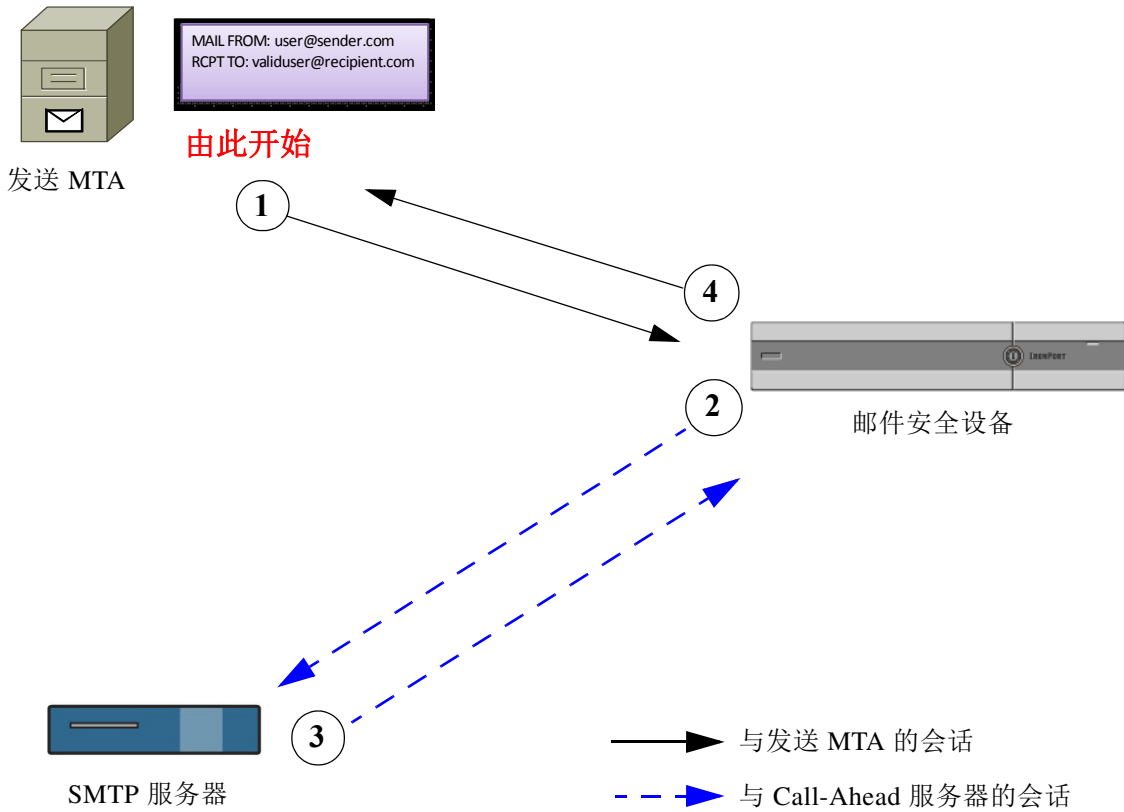 MAIL FROM: user@sender.com
RCPT TO: validuser@recipient.com
由此开始
发送 MTA
1
4
IRONPORT
2
邮件安全设备
3
SMTP 服务器
与发送 MTA 的会话
与 Call-Ahead 服务器的会话